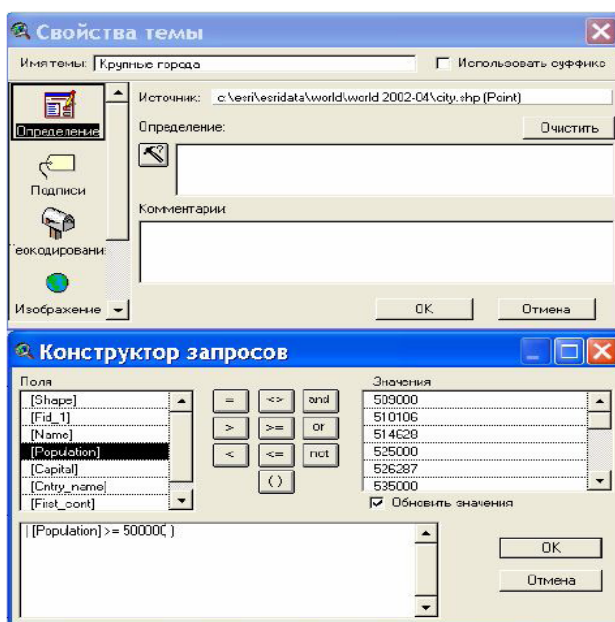 Свойства темы
Имя темы: Крупные города
Использовать суффикс
Определение
Подписи
еокодировани
Изображение
Источник: c:\esri\esridata\world\world 2002-04\city.shp (Point)
Определение:
Очистить
Комментарии
OK
Отмена
Конструктор запросов
Поля
[Shape]
[Fid_1]
[Name]
[Population]
[Capital]
[Cntry_name]
[First_cont]
= <> and
> >= or
< <= not
( )
Значения
509000
510106
514628
525000
526287
535000
Обновить значения
( [Population] >= 500000 )
OK
Отмена